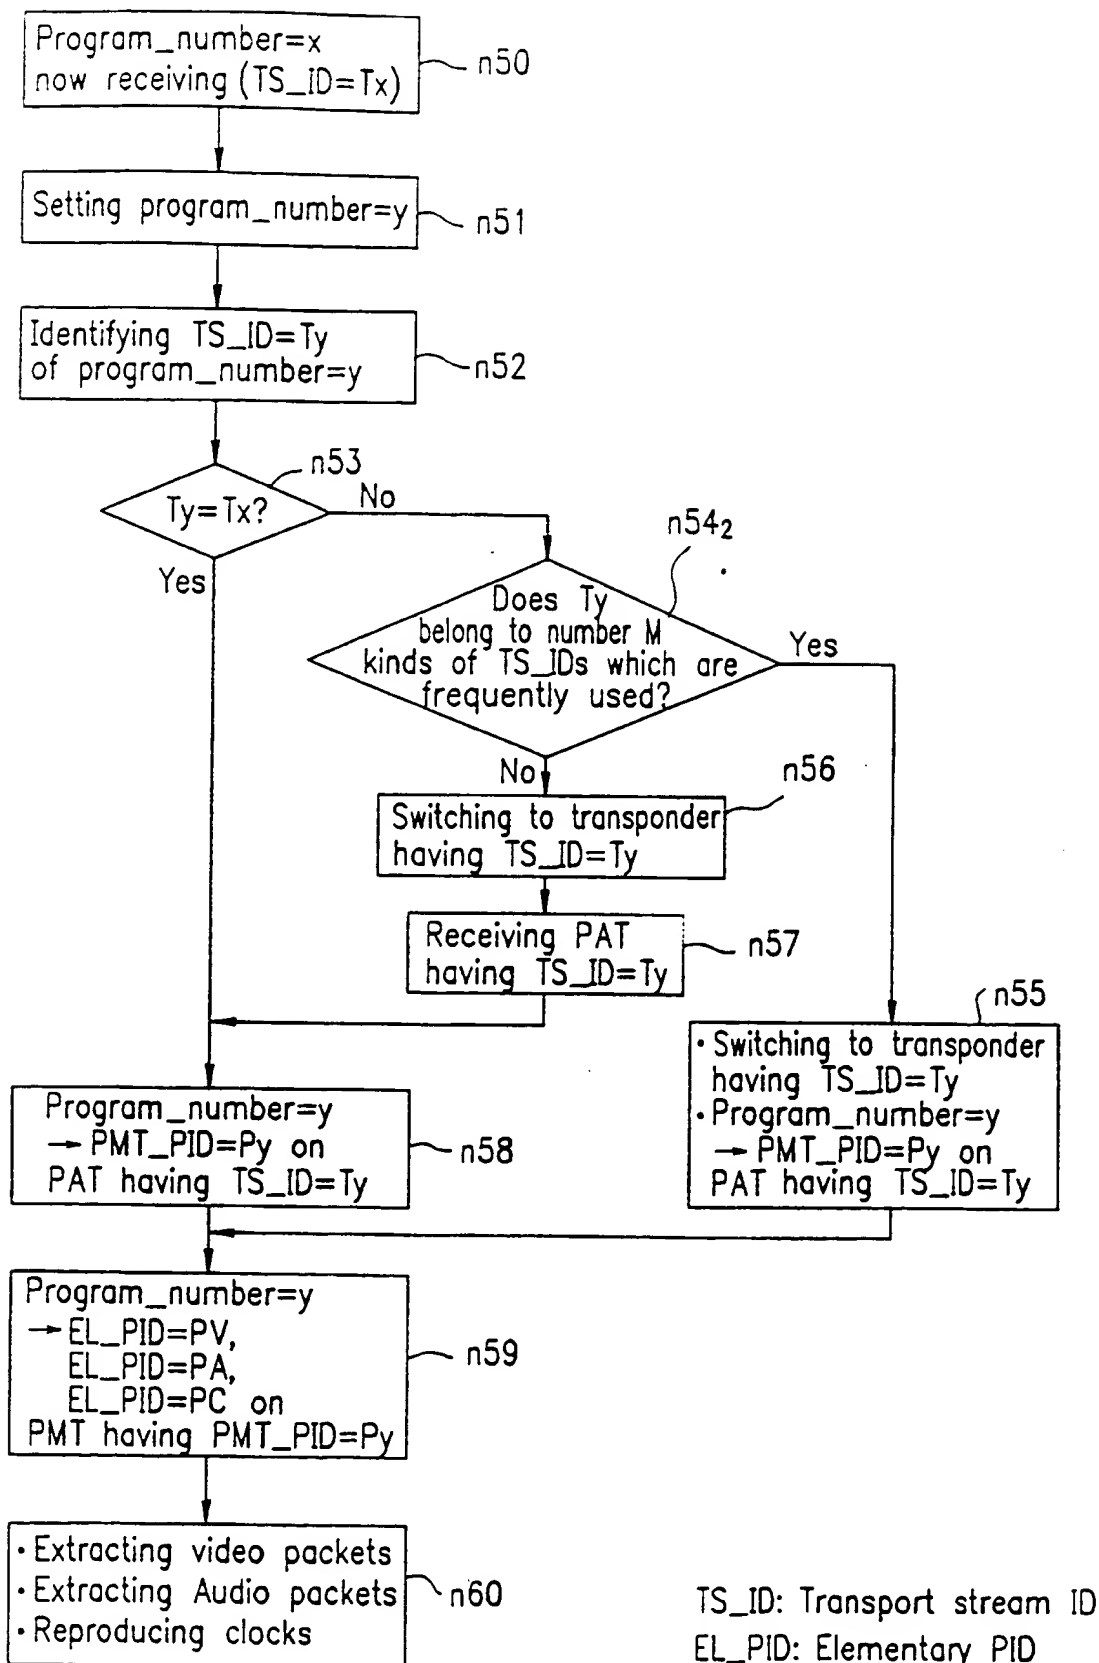 Program_number=x
now receiving (TS_ID=Tx)
n50
Setting program_number=y
n51
Identifying TS_ID=Ty
of program_number=y
n52
n53
Ty=Tx?
No
Yes
n54₂
Does Ty
belong to number M
kinds of TS_IDs which are
frequently used?
Yes
No
n56
Switching to transponder
having TS_ID=Ty
Receiving PAT
having TS_ID=Ty
n57
n55
• Switching to transponder
having TS_ID=Ty
• Program_number=y
→ PMT_PID=Py on
PAT having TS_ID=Ty
Program_number=y
→ PMT_PID=Py on
PAT having TS_ID=Ty
n58
Program_number=y
→ EL_PID=PV,
EL_PID=PA,
EL_PID=PC on
PMT having PMT_PID=Py
n59
• Extracting video packets
• Extracting Audio packets
• Reproducing clocks
n60
TS_ID: Transport stream ID
EL_PID: Elementary PID